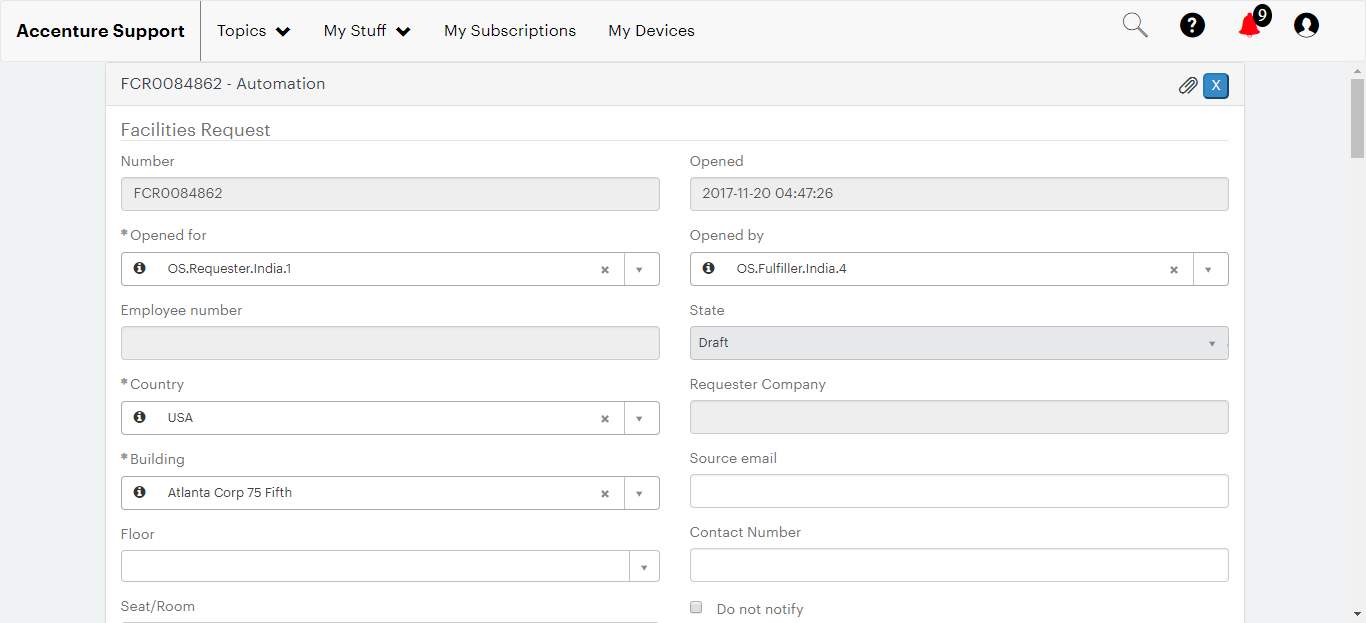 Accenture Support
Topics
My Stuff
My Subscriptions
My Devices
9
FCR0084862 - Automation
X
Facilities Request
Number
Opened
FCR0084862
2017-11-20 04:47:26
* Opened for
Opened by
OS.Requester.India.1
OS.Fulfiller.India.4
Employee number
State
Draft
* Country
Requester Company
USA
* Building
Source email
Atlanta Corp 75 Fifth
Floor
Contact Number
Seat/Room
Do not notify